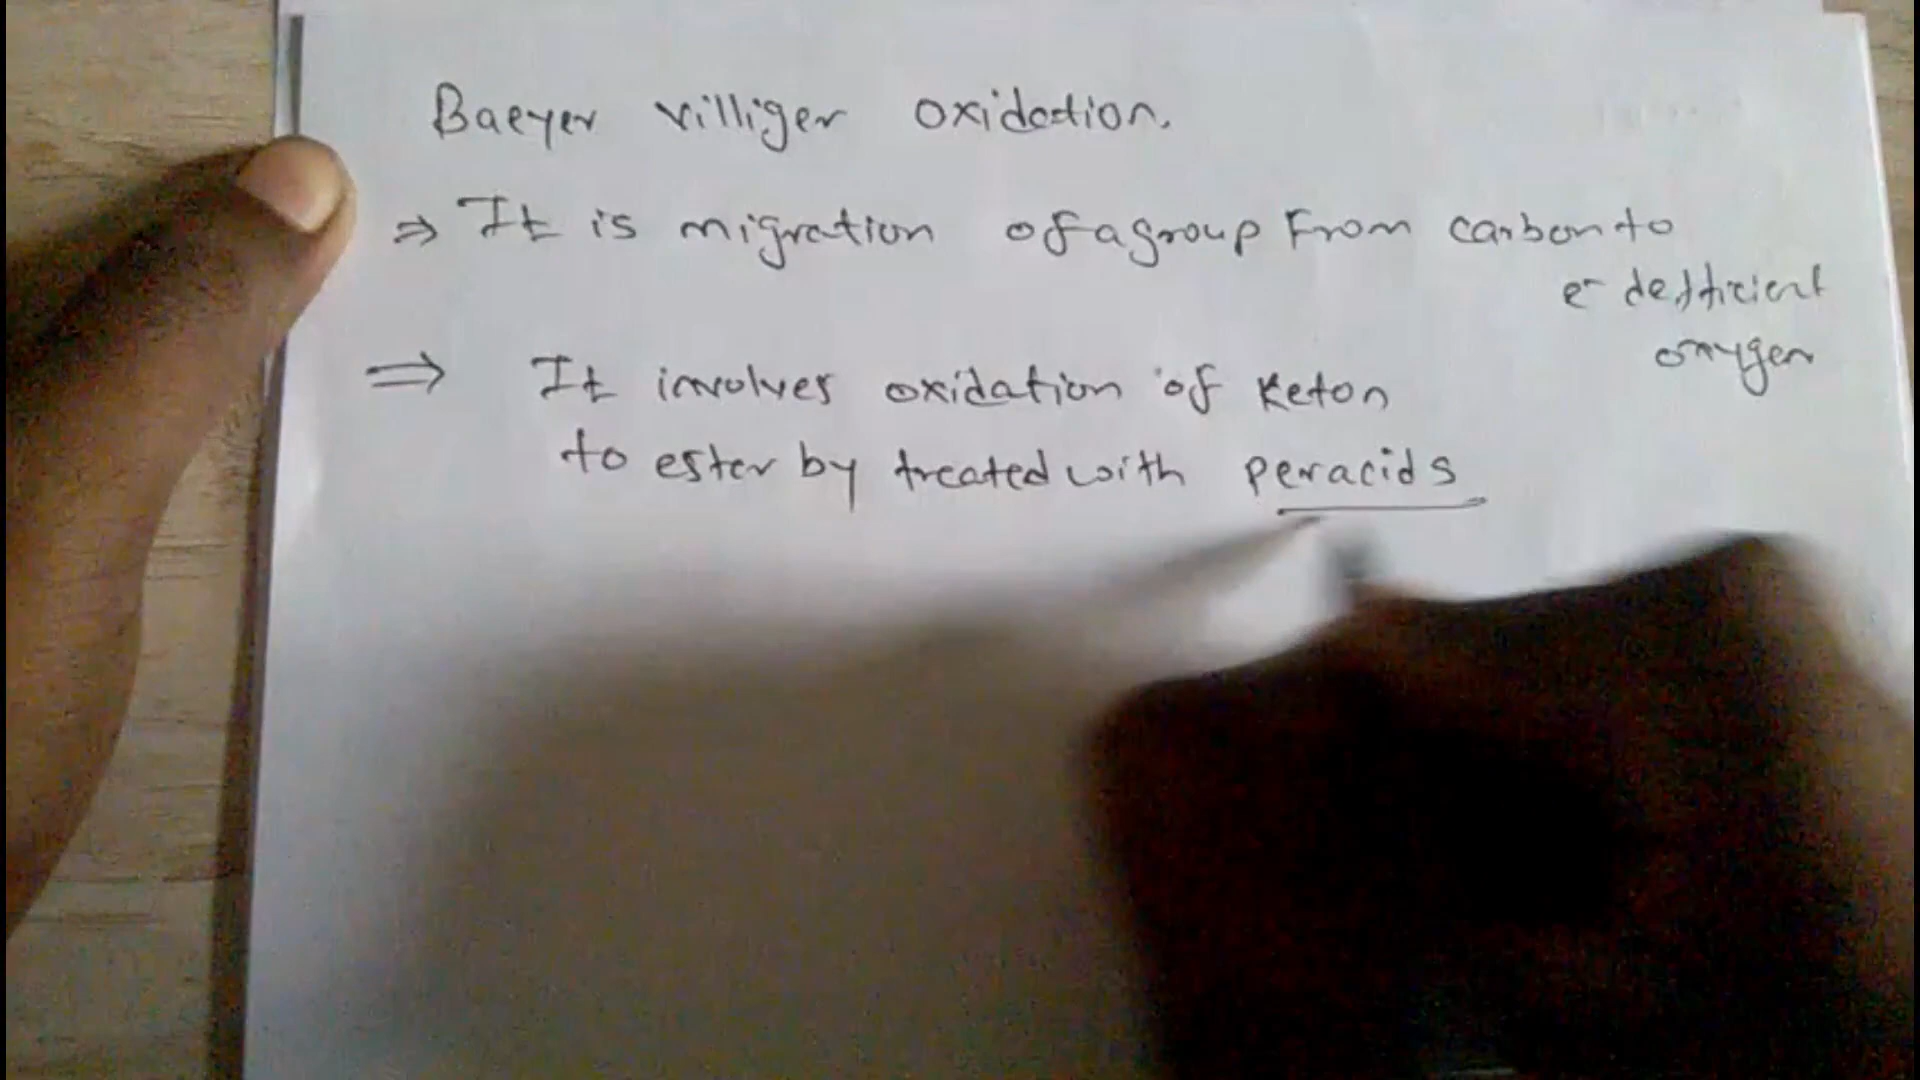 Baeyer villiger oxidation.
⇒ It is migration of a group From carbon to
e- defficient
oxygen
⇒ It involves oxidation of Keton
to ester by treated with peracids